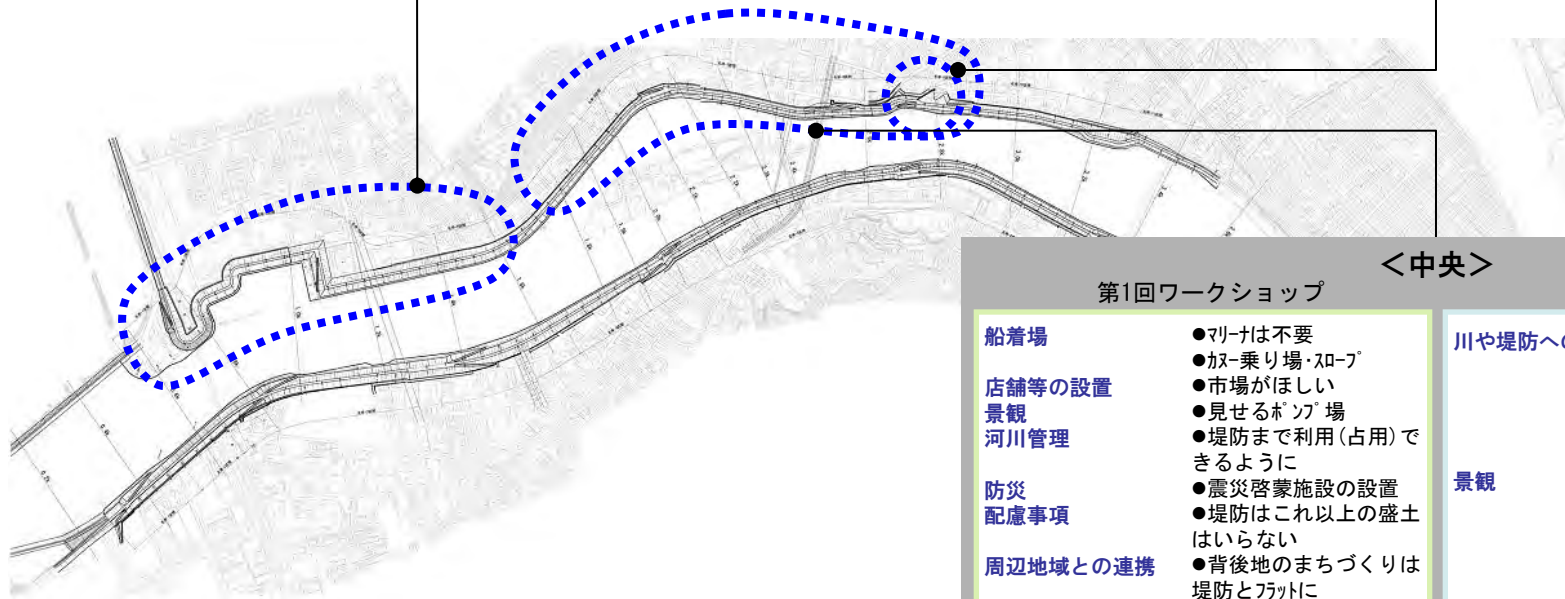 <中央>
第1回ワークショップ
船着場 ●ﾏﾘｰﾅは不要
●ｶﾇｰ乗り場･ｽﾛｰﾌﾟ
店舗等の設置 ●市場がほしい
景観 ●見せるﾎﾟﾝﾌﾟ場
河川管理 ●堤防まで利用(占用)で
きるように
防災 ●震災啓蒙施設の設置
配慮事項 ●堤防はこれ以上の盛土
はいらない
周辺地域との連携 ●背後地のまちづくりは
堤防とﾌﾗｯﾄに
川や堤防への
景観